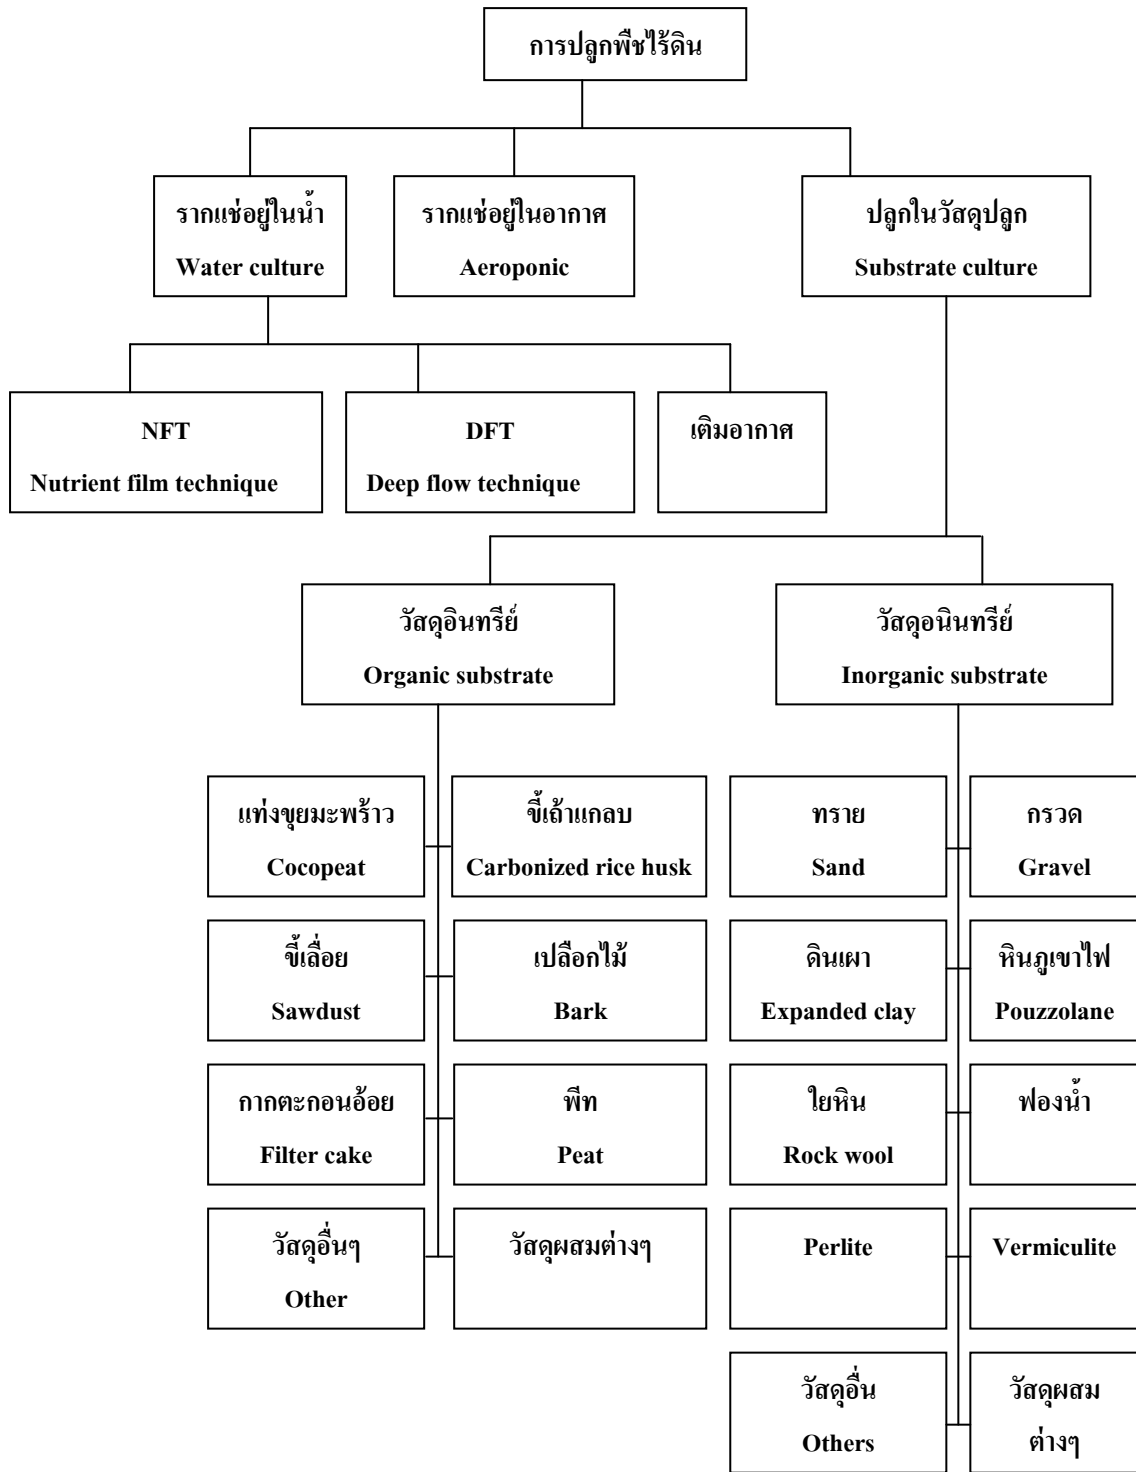 การปลูกพืชไร้ดิน
รากแช่อยู่ในน้ำ
Water culture
รากแช่อยู่ในอากาศ
Aeroponic
ปลูกในวัสดุปลูก
Substrate culture
NFT
Nutrient film technique
DFT
Deep flow technique
เติมอากาศ
วัสดุอินทรีย์
Organic substrate
วัสดุอนินทรีย์
Inorganic substrate
แท่งขุยมะพร้าว
Cocopeat
ขี้เถ้าแกลบ
Carbonized rice husk
ทราย
Sand
กรวด
Gravel
ขี้เลื่อย
Sawdust
เปลือกไม้
Bark
ดินเผา
Expanded clay
หินภูเขาไฟ
Pouzzolane
กากตะกอนอ้อย
Filter cake
พีท
Peat
ใยหิน
Rock wool
ฟองน้ำ
วัสดุอื่นๆ
Other
วัสดุผสมต่างๆ
Perlite
Vermiculite
วัสดุอื่น
Others
วัสดุผสม
ต่างๆ